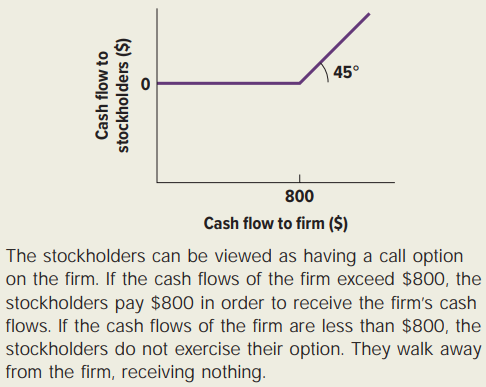 Cash flow to
stockholders ($)
0
45°
800
Cash flow to firm ($)
The stockholders can be viewed as having a call option
on the firm. If the cash flows of the firm exceed $800, the
stockholders pay $800 in order to receive the firm's cash
flows. If the cash flows of the firm are less than $800, the
stockholders do not exercise their option. They walk away
from the firm, receiving nothing.